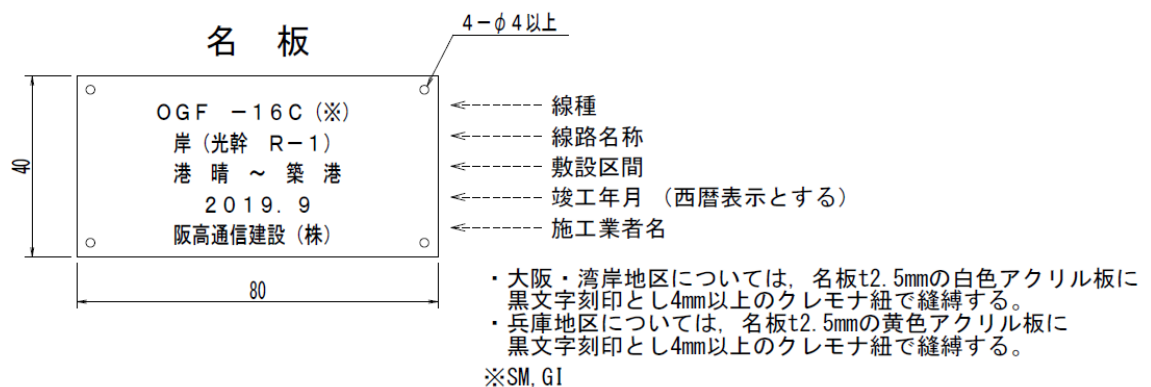 名　板
4－φ4以上
40
80
OGF －16C（※）
岸（光幹　R－1）
港　晴　～　築　港
2019. 9
阪高通信建設（株）
線種
線路名称
敷設区間
竣工年月　（西暦表示とする）
施工業者名
・大阪・湾岸地区については，名板t2.5mmの白色アクリル板に
黒文字刻印とし4mm以上のクレモナ紐で縫縛する。
・兵庫地区については，名板t2.5mmの黄色アクリル板に
黒文字刻印とし4mm以上のクレモナ紐で縫縛する。
※SM,GI